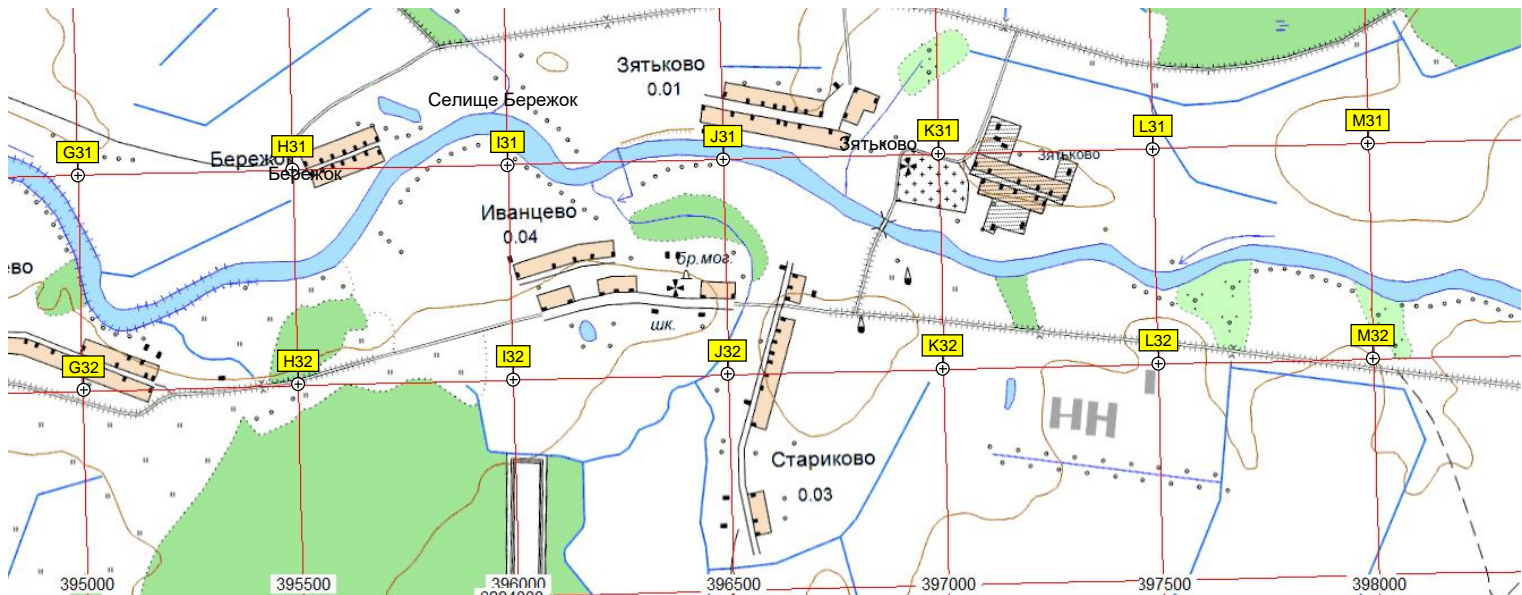 Зятьково
0.01
Селище Бережок
G31
H31
I31
J31
K31
L31
M31
Бережок
Бережок
Зятьково
Зятьково
Иванцево
0.04
бр.мог.
ево
шк.
G32
H32
I32
J32
K32
L32
M32
НН
Стариково
0.03
395000
395500
396000
396500
397000
397500
398000